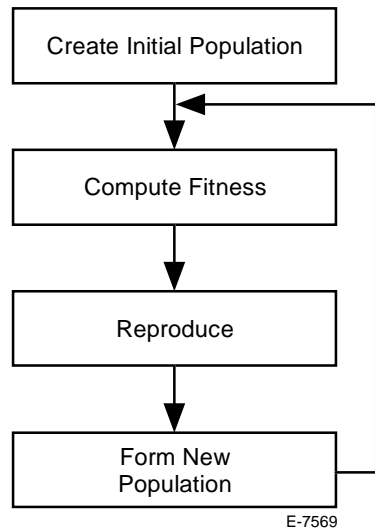 Create Initial Population
Compute Fitness
Reproduce
Form New
Population
E-7569